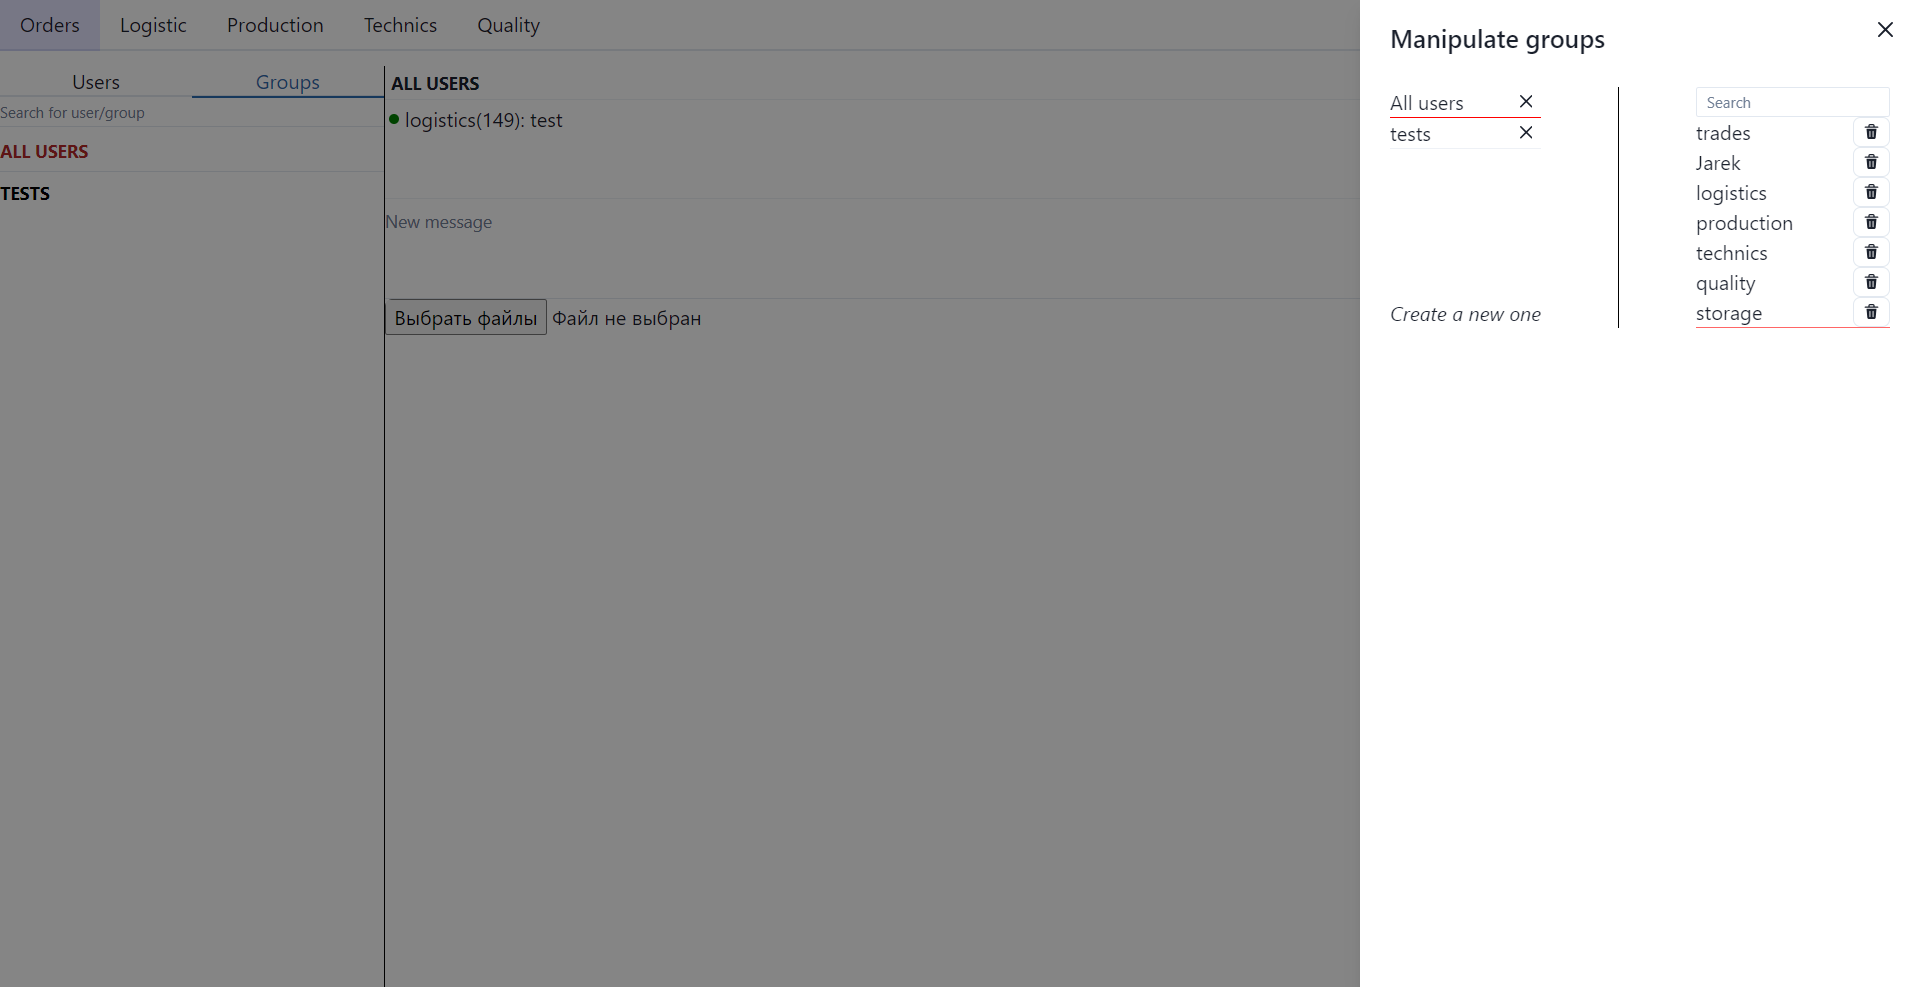 Orders Logistic Production Technics Quality
Users Groups
Search for user/group
ALL USERS
TESTS
ALL USERS
logistics(149): test
New message
Выбрать файлы Файл не выбран
Manipulate groups
All users
tests
Create a new one
Search
trades
Jarek
logistics
production
technics
quality
storage